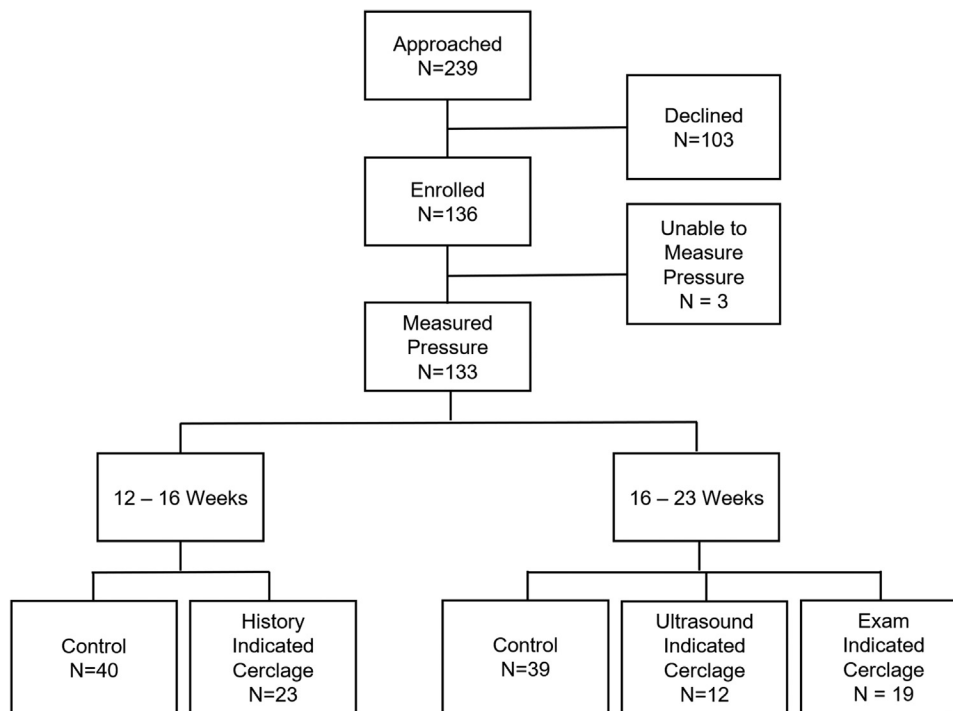 Approached
N=239
Declined
N=103
Enrolled
N=136
Unable to
Measure
Pressure
N = 3
Measured
Pressure
N=133
12 – 16 Weeks
16 – 23 Weeks
Control
N=40
History
Indicated
Cerclage
N=23
Control
N=39
Ultrasound
Indicated
Cerclage
N=12
Exam
Indicated
Cerclage
N = 19